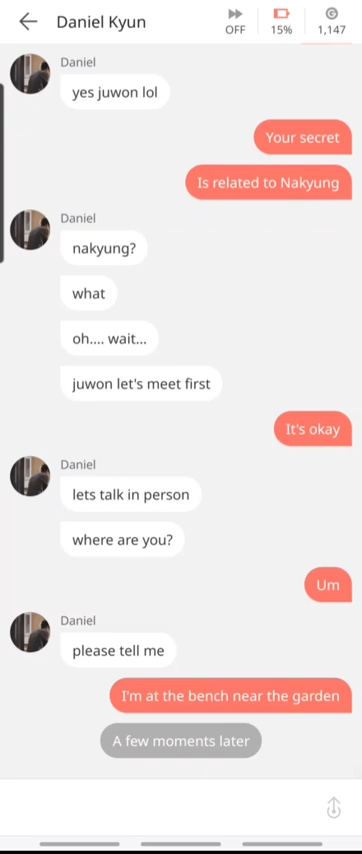 Daniel Kyun
OFF
15%
1,147
Daniel
yes juwon lol
Your secret
Is related to Nakyung
Daniel
nakyung?
what
oh.... wait...
juwon let's meet first
It's okay
Daniel
lets talk in person
where are you?
Um
Daniel
please tell me
I'm at the bench near the garden
A few moments later